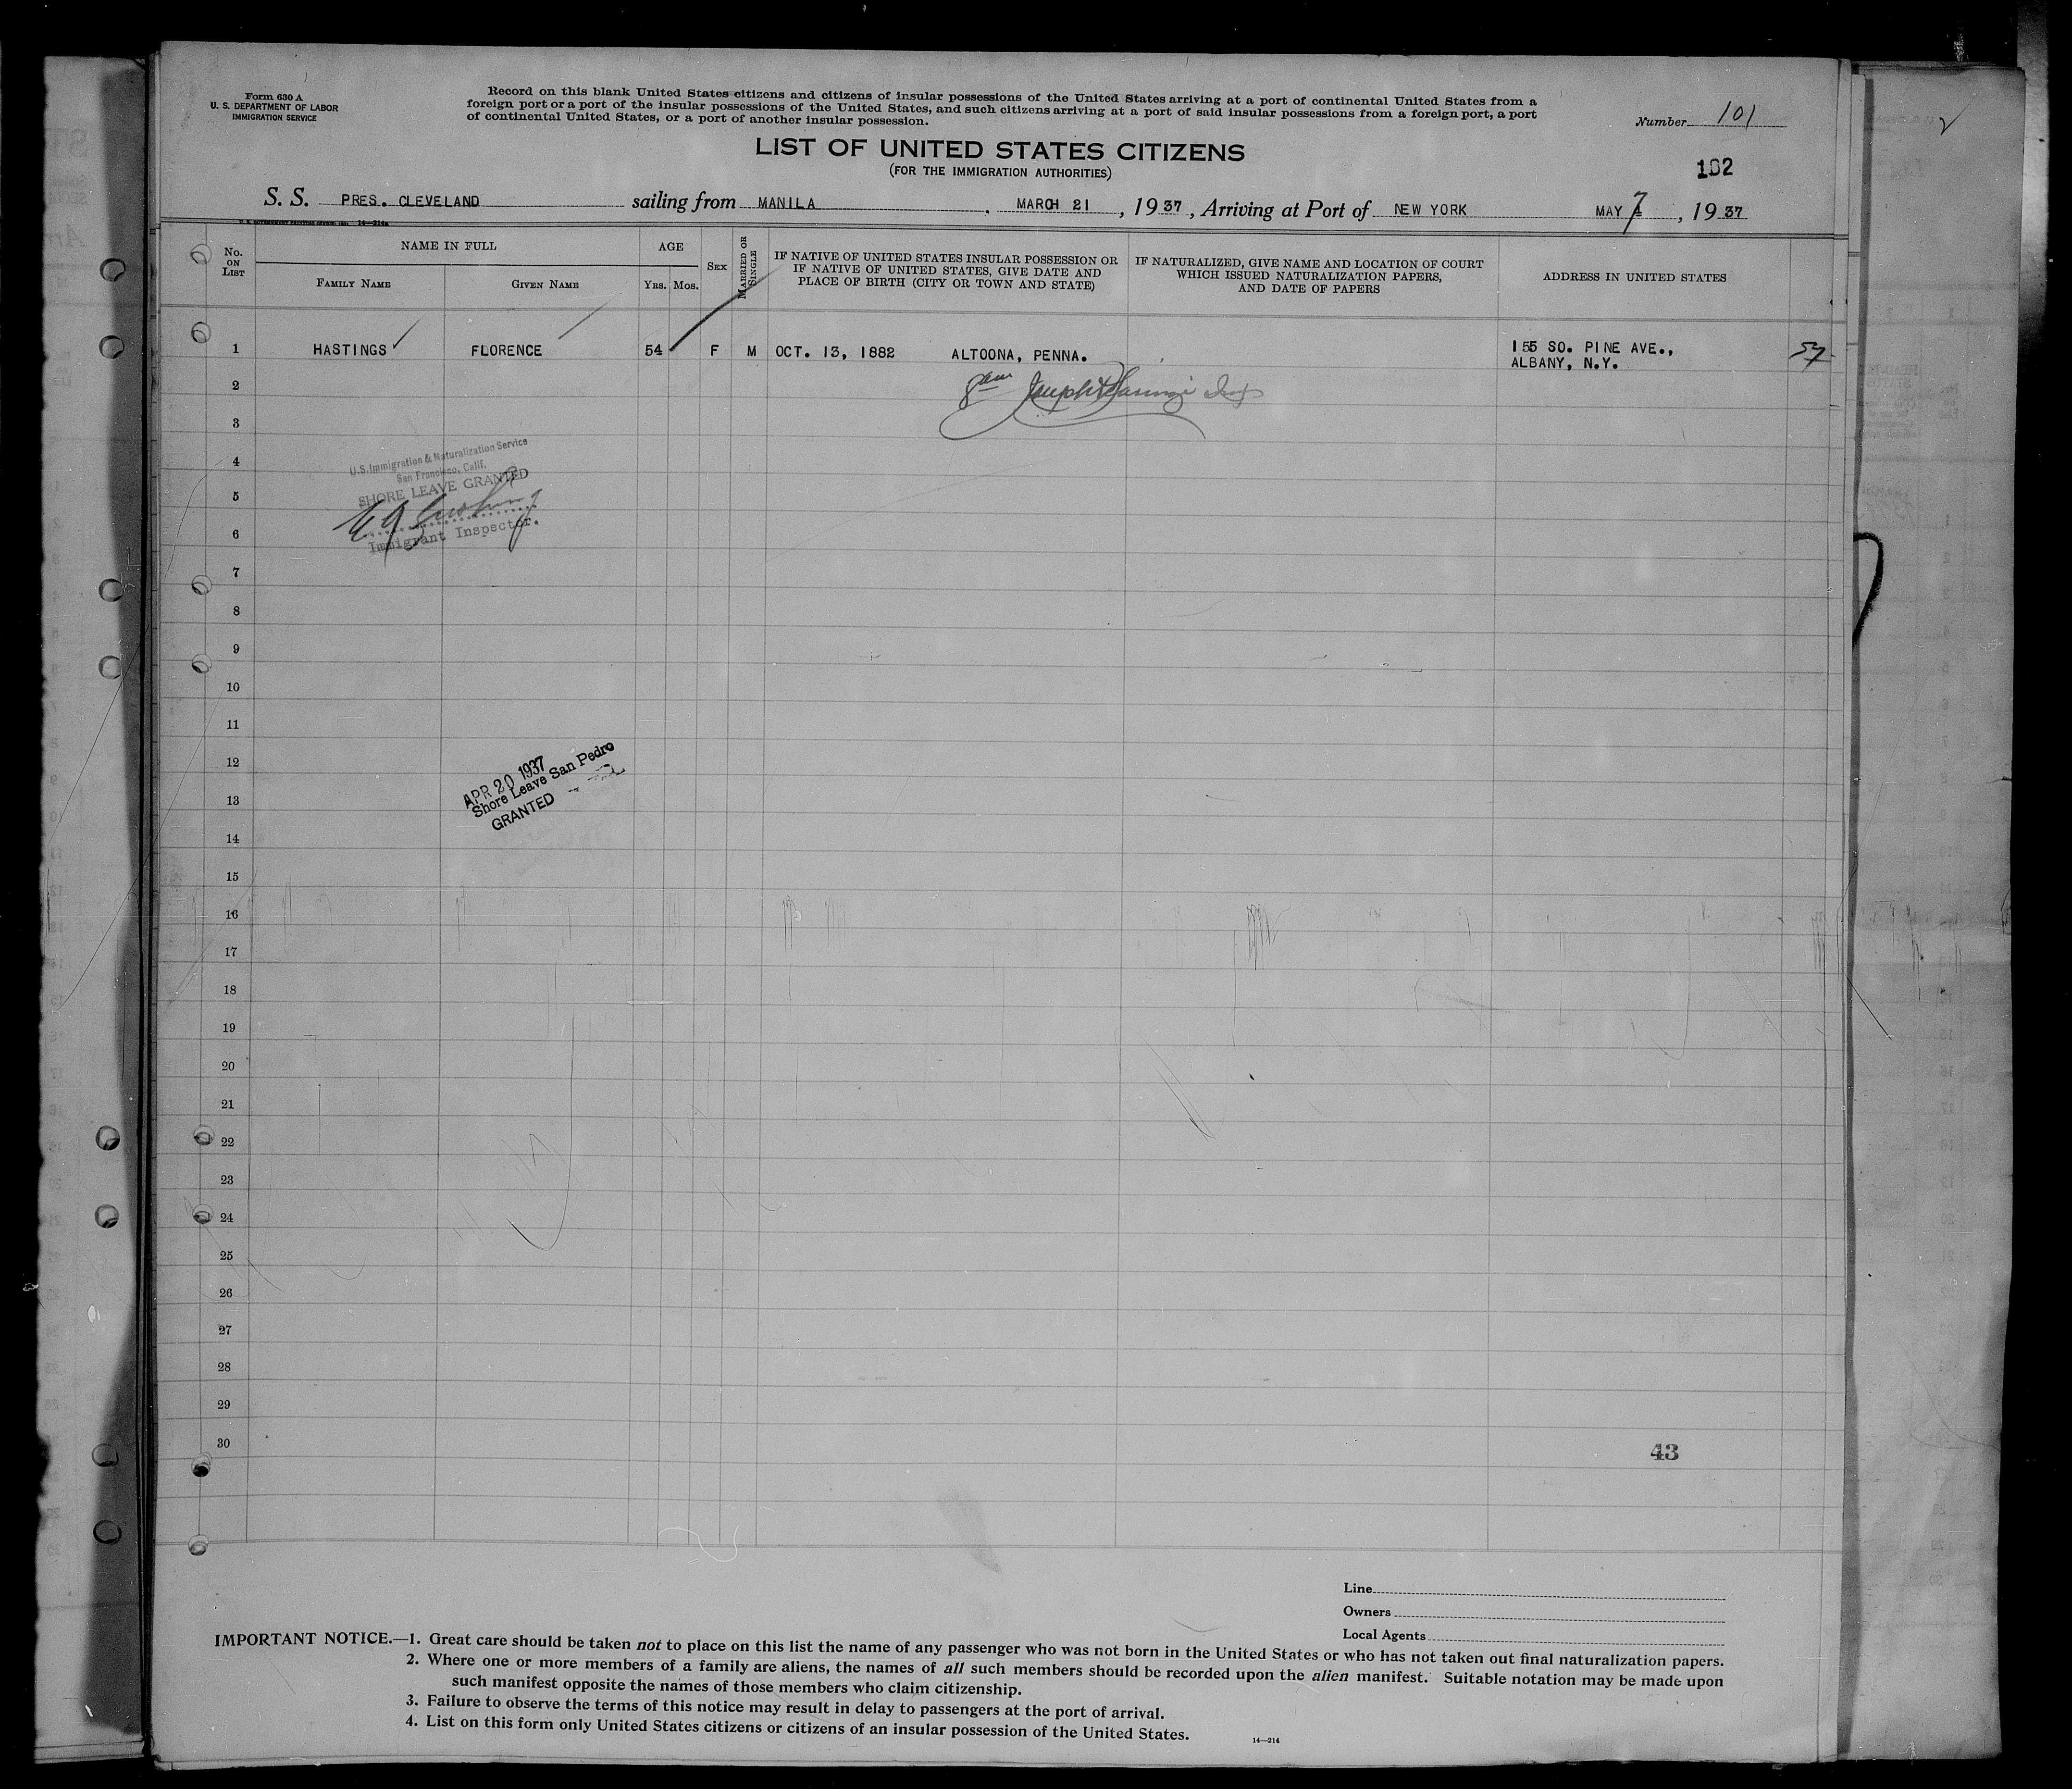 Form 630 A
U. S. DEPARTMENT OF LABOR
IMMIGRATION SERVICE
Record on this blank United States citizens and citizens of insular possessions of the United States arriving at a port of continental United States from a
foreign port or a port of the insular possessions of the United States, and such citizens arriving at a port of said insular possessions from a foreign port, a port
of continental United States, or a port of another insular possession.
Number 101
LIST OF UNITED STATES CITIZENS
(FOR THE IMMIGRATION AUTHORITIES)
102
S. S. PRES. CLEVELAND sailing from MANILA . MARCH 21 , 19 37 , Arriving at Port of NEW YORK MAY 7 , 19 37
14—214a
No. ON LIST
NAME IN FULL
FAMILY NAME
GIVEN NAME
AGE
YRS. MOS.
SEX
MARRIED OR SINGLE
IF NATIVE OF UNITED STATES INSULAR POSSESSION OR
IF NATIVE OF UNITED STATES, GIVE DATE AND
PLACE OF BIRTH (CITY OR TOWN AND STATE)
IF NATURALIZED, GIVE NAME AND LOCATION OF COURT
WHICH ISSUED NATURALIZATION PAPERS,
AND DATE OF PAPERS
ADDRESS IN UNITED STATES
1 HASTINGS FLORENCE 54 F M OCT. 13, 1882 ALTOONA, PENNA. 155 SO. PINE AVE.,
ALBANY, N.Y.
2
3
4
U.S. Immigration & Naturalization Service
San Francisco, Calif.
SHORE LEAVE GRANTED
5
6
Immigrant Inspector.
7
8
9
10
11
12
APR 20 1937
Shore Leave San Pedro
GRANTED
13
14
15
16
17
18
19
20
21
22
23
24
25
26
27
28
29
30
43
Line
Owners
Local Agents
IMPORTANT NOTICE.—1. Great care should be taken not to place on this list the name of any passenger who was not born in the United States or who has not taken out final naturalization papers.
2. Where one or more members of a family are aliens, the names of all such members should be recorded upon the alien manifest. Suitable notation may be made upon
such manifest opposite the names of those members who claim citizenship.
3. Failure to observe the terms of this notice may result in delay to passengers at the port of arrival.
4. List on this form only United States citizens or citizens of an insular possession of the United States.
14—214